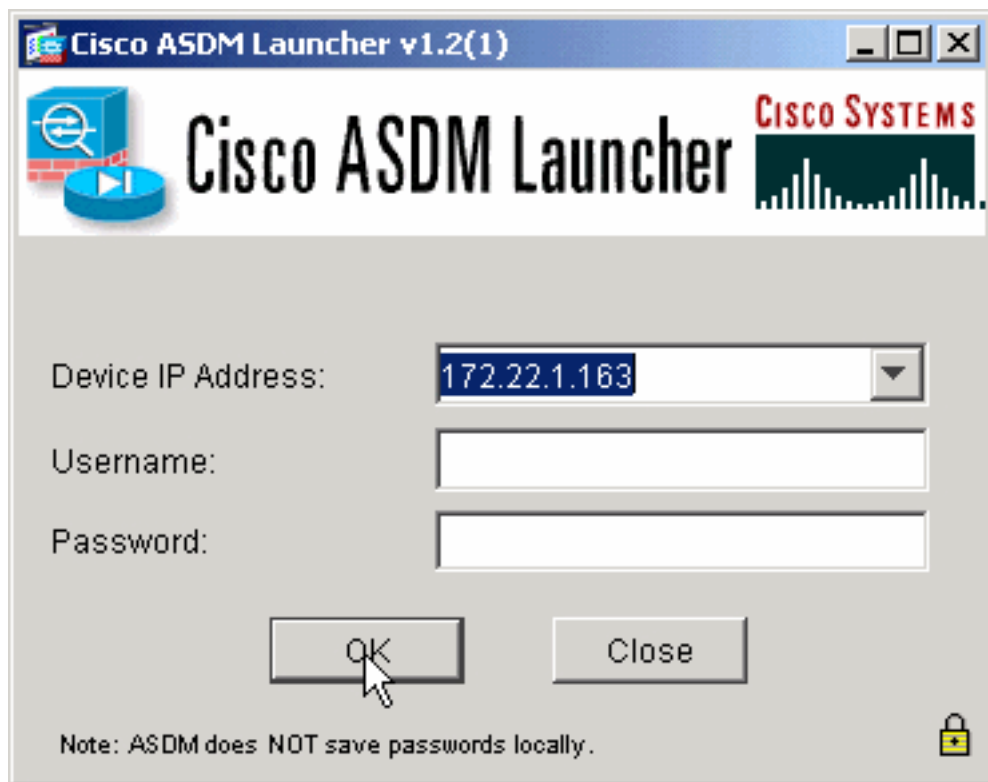 Cisco ASDM Launcher v1.2(1)
Cisco ASDM Launcher
CISCO SYSTEMS
Device IP Address:
172.22.1.163
Username:
Password:
OK
Close
Note: ASDM does NOT save passwords locally.